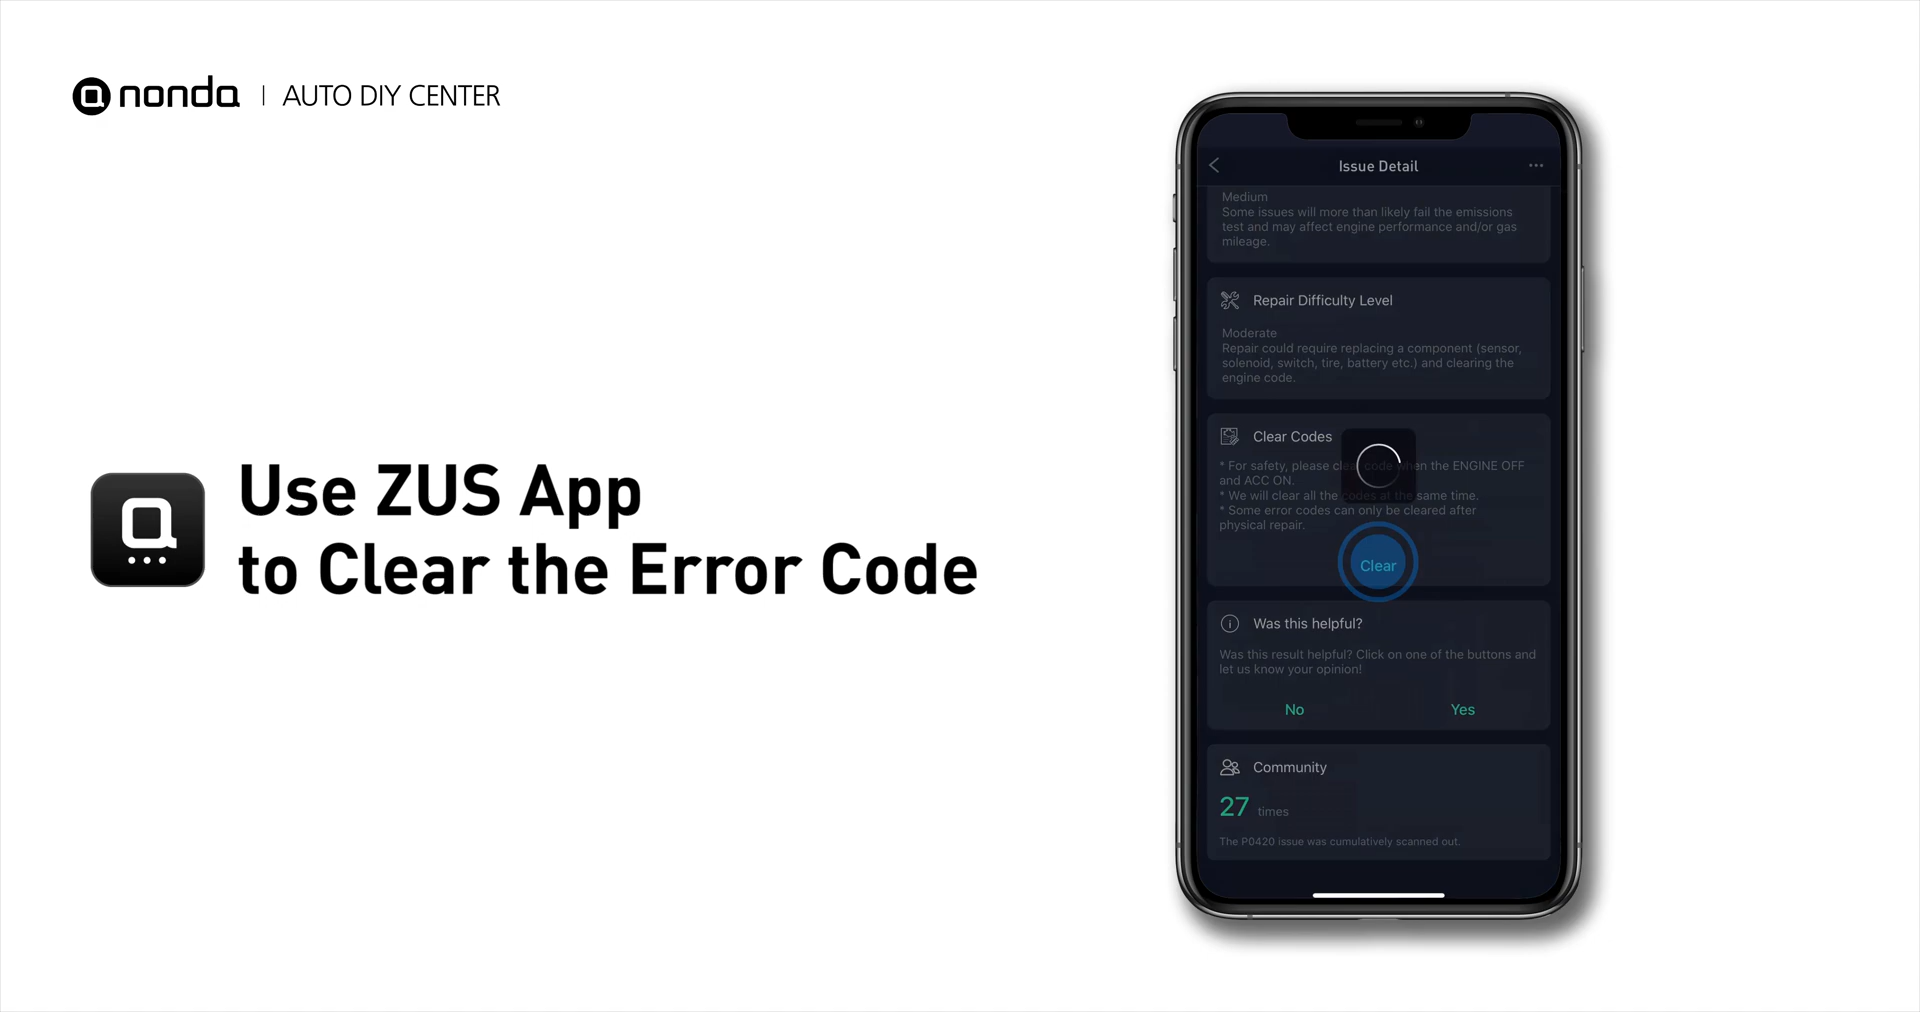 nonda | AUTO DIY CENTER
Use ZUS App
to Clear the Error Code
Issue Detail
Medium
Some issues will more than likely fail the emissions
test and may affect engine performance and/or gas
mileage.
Repair Difficulty Level
Moderate
Repair could require replacing a component (sensor,
solenoid, switch, tire, battery etc.) and clearing the
engine code.
Clear Codes
* For safety, please clear code when the ENGINE OFF
and ACC ON.
* We will clear all the codes at the same time.
* Some error codes can only be cleared after
physical repair.
Clear
Was this helpful?
Was this result helpful? Click on one of the buttons and
let us know your opinion!
No Yes
Community
27 times
The P0420 issue was cumulatively scanned out.